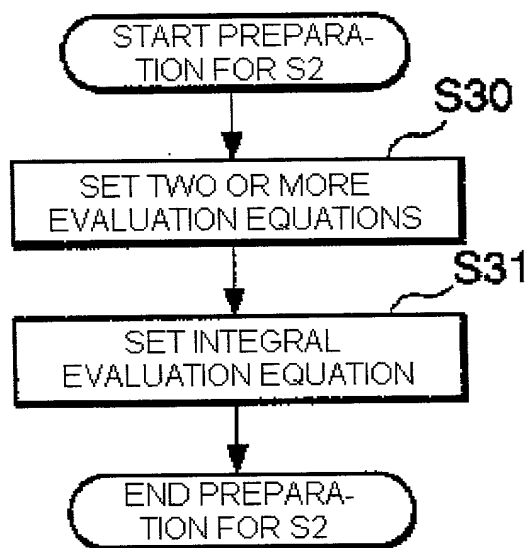 START PREPARA-
TION FOR S2
S30
SET TWO OR MORE
EVALUATION EQUATIONS
S31
SET INTEGRAL
EVALUATION EQUATION
END PREPARA-
TION FOR S2